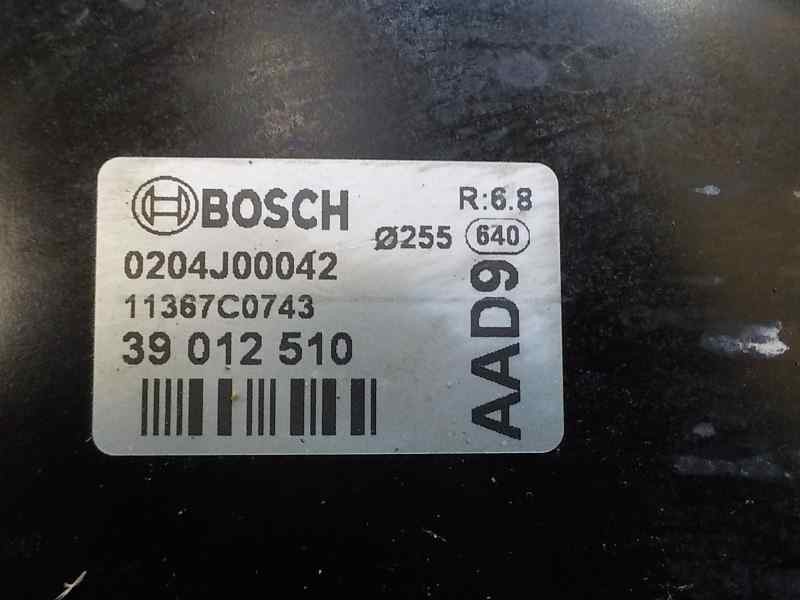 BOSCH
R:6.8
Ø255 640
0204J00042
11367C0743
39 012 510
AAD9